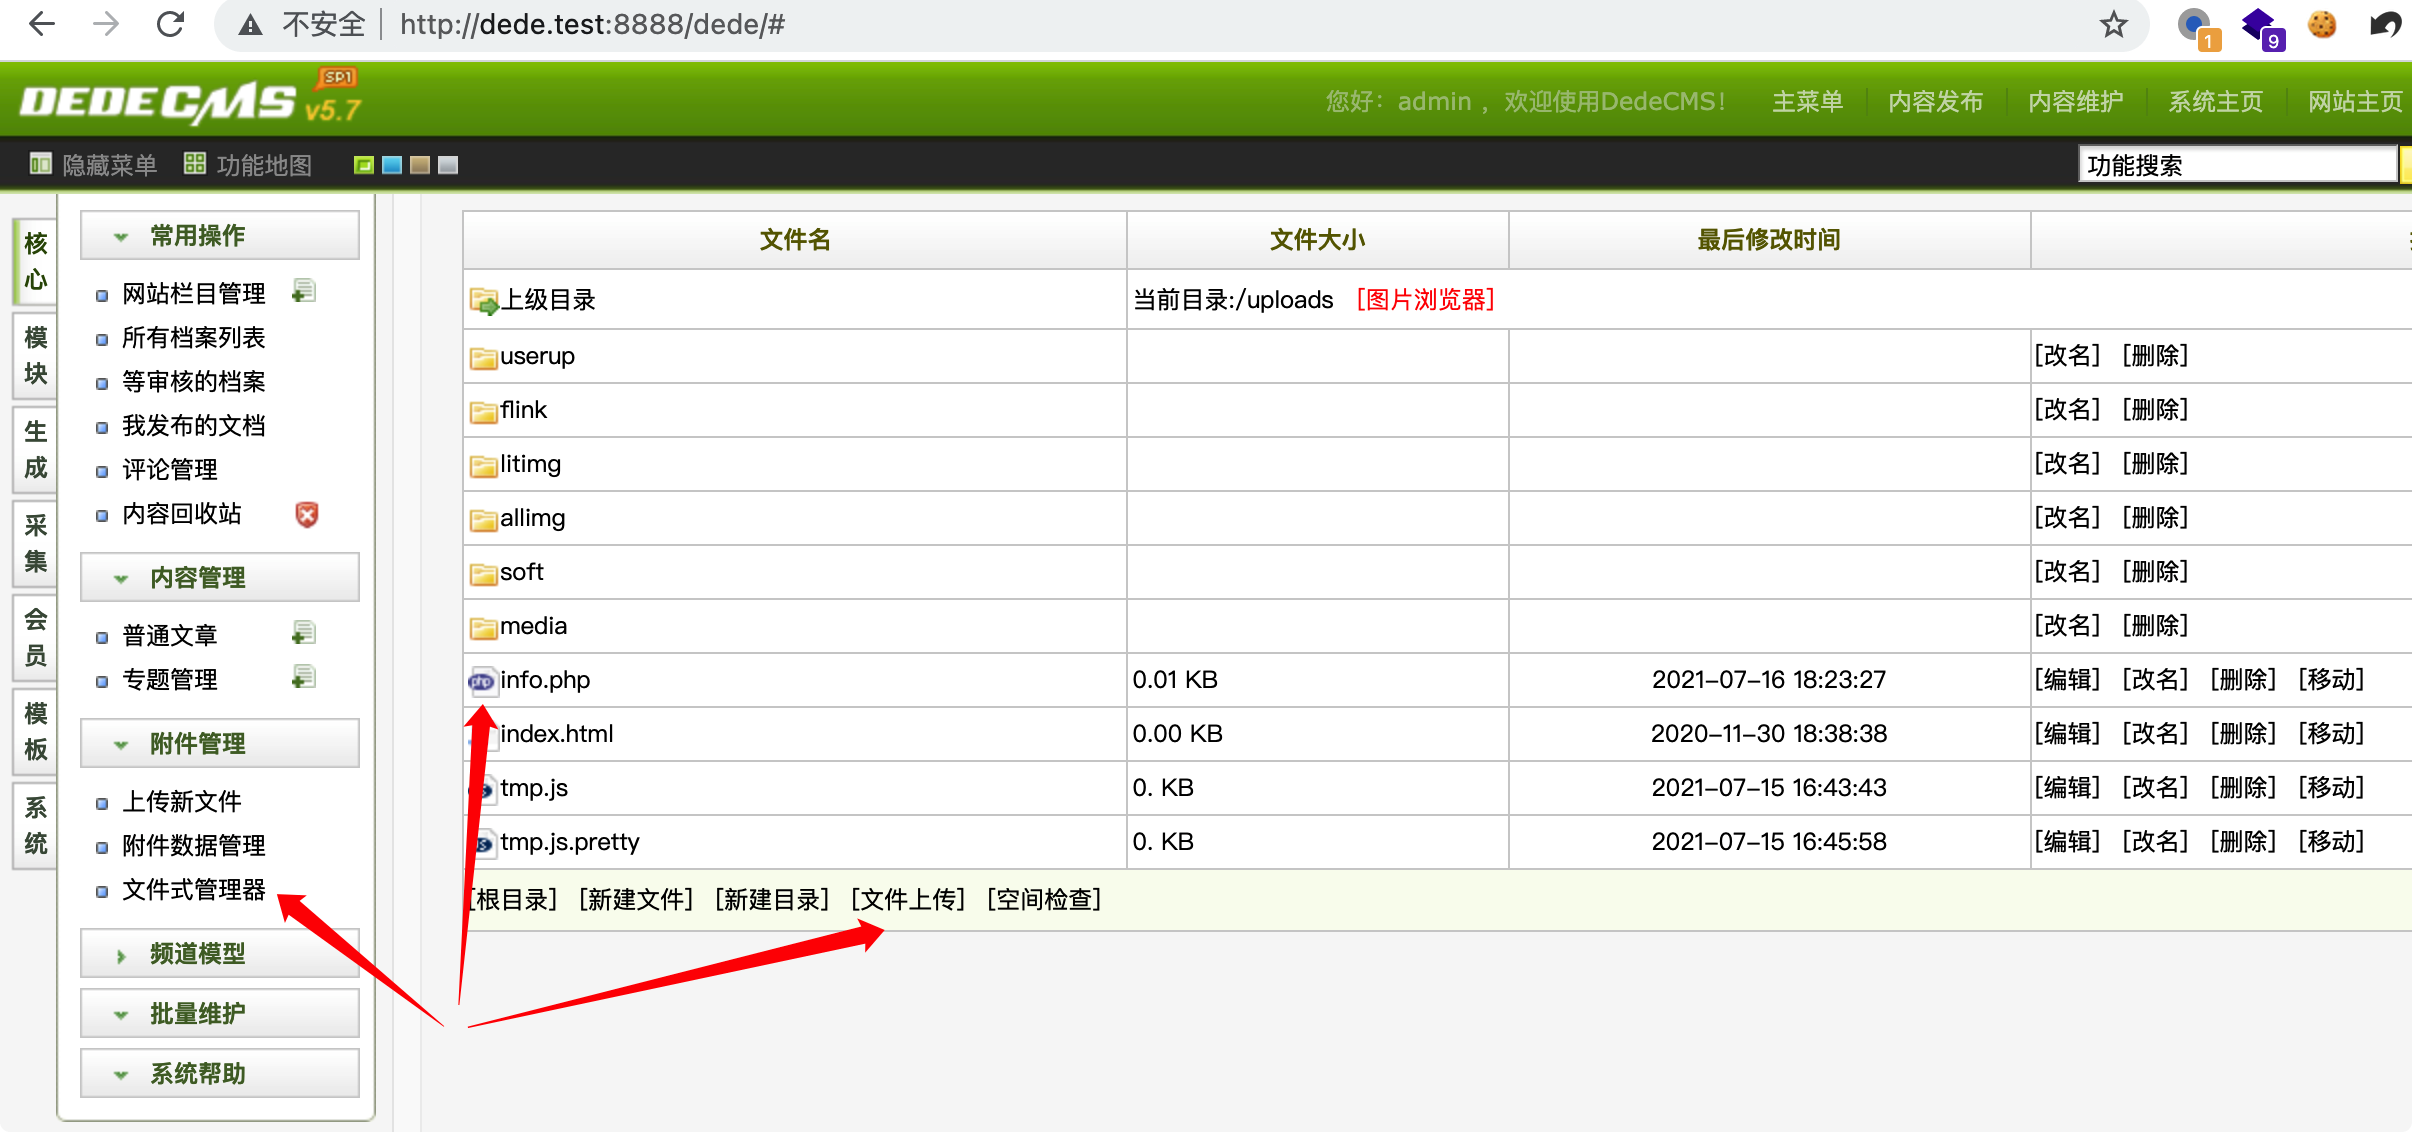 不安全 | http://dede.test:8888/dede/#
1
9
DEDECMS v5.7 SP1
您好：admin ，欢迎使用DedeCMS！ 主菜单 内容发布 内容维护 系统主页 网站主页
隐藏菜单 功能地图
功能搜索
核心
模块
生成
采集
会员
模板
系统
常用操作
网站栏目管理
所有档案列表
等审核的档案
我发布的文档
评论管理
内容回收站
内容管理
普通文章
专题管理
附件管理
上传新文件
附件数据管理
文件式管理器
频道模型
批量维护
系统帮助
文件名 文件大小 最后修改时间
上级目录 当前目录:/uploads [图片浏览器]
userup [改名] [删除]
flink [改名] [删除]
litimg [改名] [删除]
allimg [改名] [删除]
soft [改名] [删除]
media [改名] [删除]
info.php 0.01 KB 2021-07-16 18:23:27 [编辑] [改名] [删除] [移动]
index.html 0.00 KB 2020-11-30 18:38:38 [编辑] [改名] [删除] [移动]
tmp.js 0. KB 2021-07-15 16:43:43 [编辑] [改名] [删除] [移动]
tmp.js.pretty 0. KB 2021-07-15 16:45:58 [编辑] [改名] [删除] [移动]
[根目录] [新建文件] [新建目录] [文件上传] [空间检查]